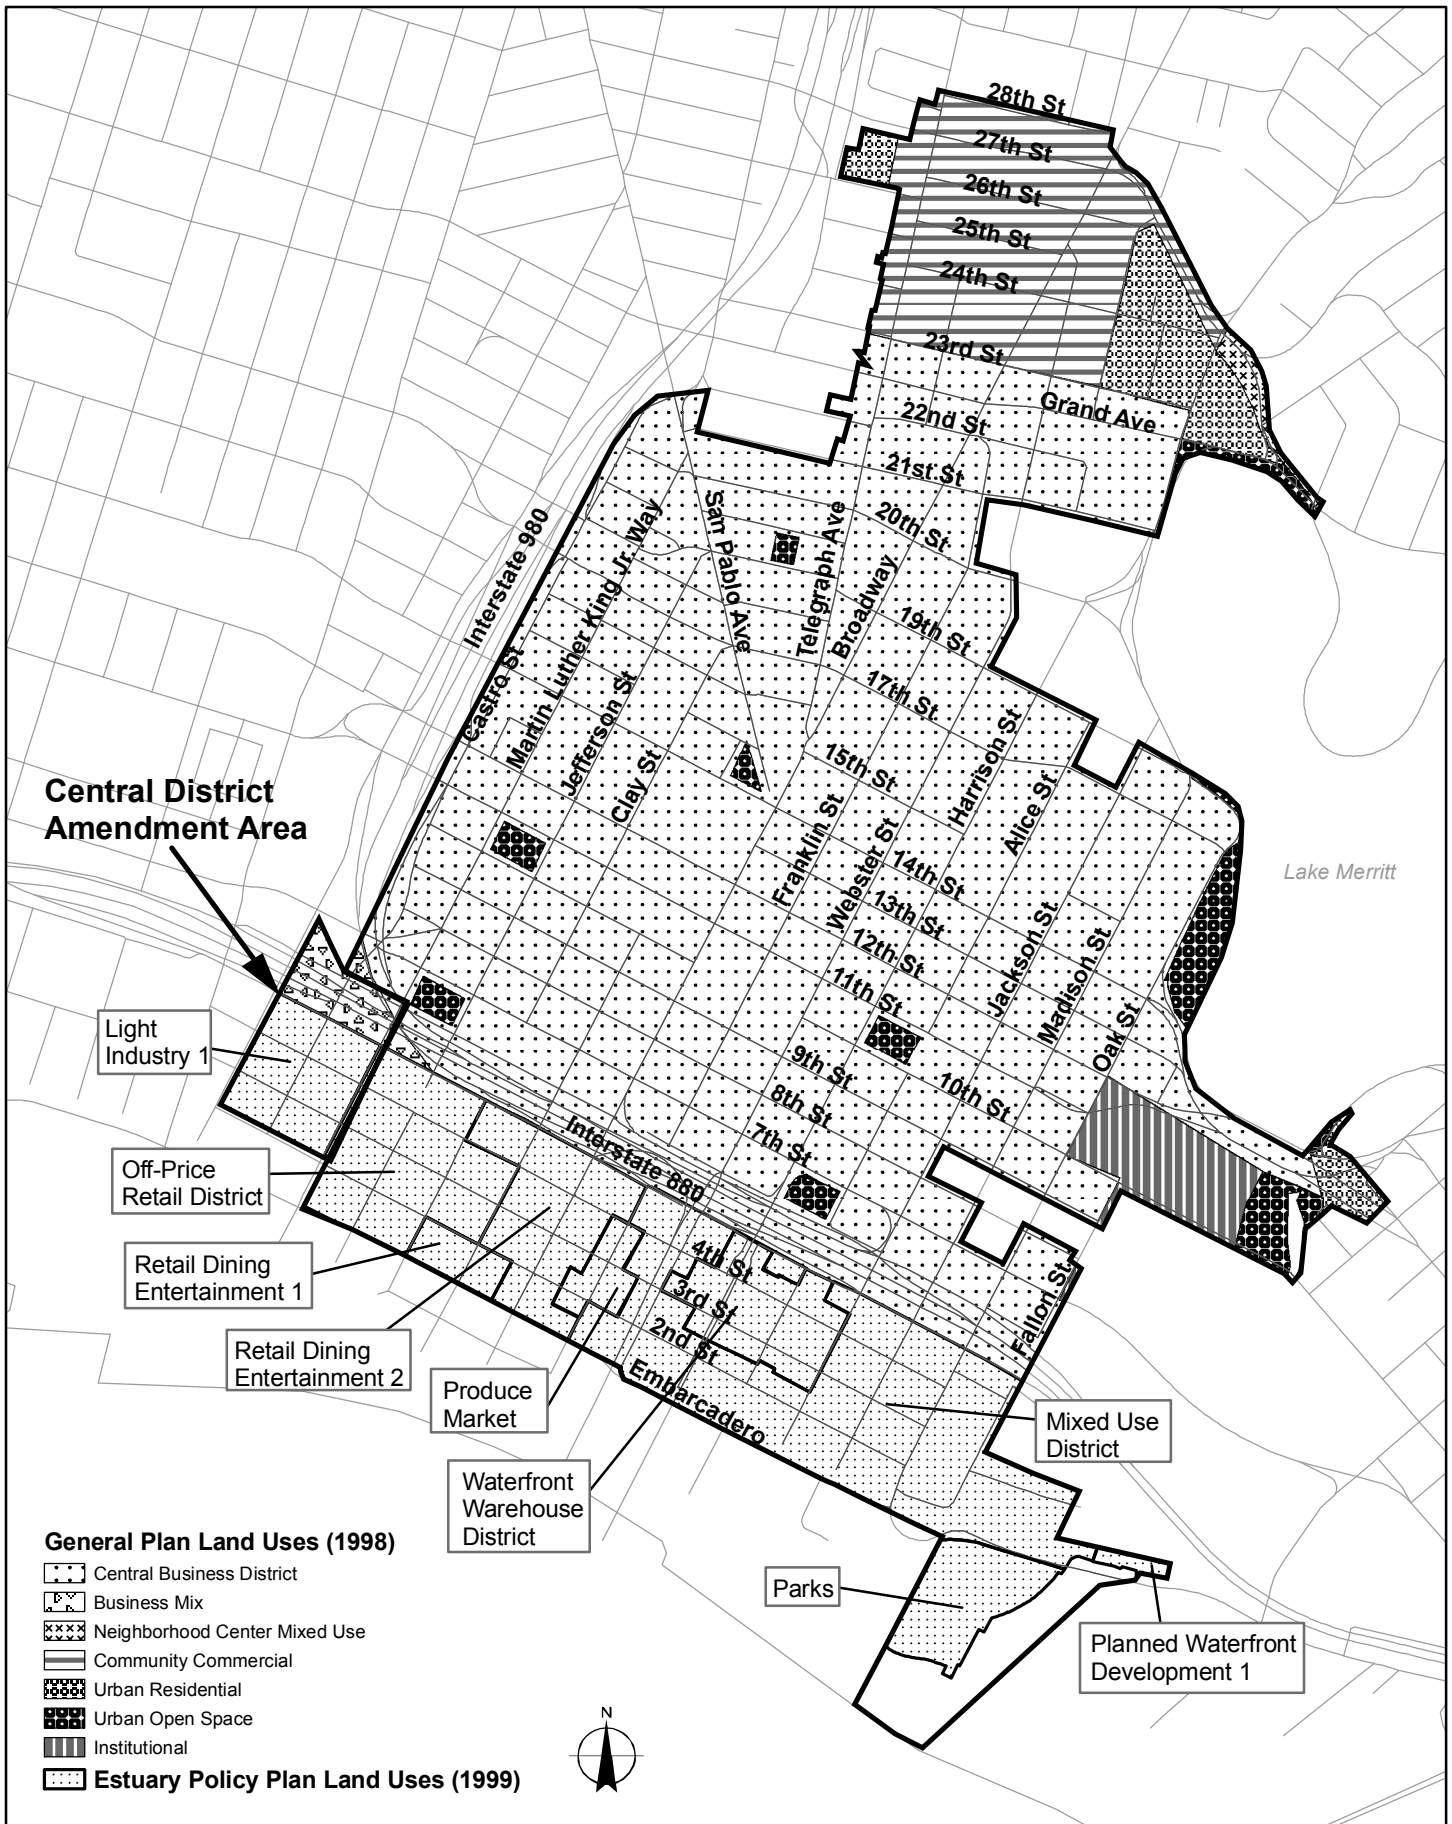 28th St
27th St
26th St
25th St
24th St
23rd St
Grand Ave
22nd St
21st St
20th St
San Pablo Ave
Telegraph Ave
Broadway
Interstate 980
Martin Luther King Jr. Way
Castro St
Jefferson St
Clay St
19th St
17th St
15th St
Harrison St
Alice St
Franklin St
Webster St
14th St
13th St
12th St
11th St
Jackson St
Madison St
Oak St
9th St
10th St
8th St
7th St
Lake Merritt
Central District
Amendment Area
Light
Industry 1
Interstate 880
Off-Price
Retail District
Retail Dining
Entertainment 1
Retail Dining
Entertainment 2
4th St
3rd St
2nd St
Embarcadero
Fallon St
Produce
Market
Waterfront
Warehouse
District
Mixed Use
District
Parks
Planned Waterfront
Development 1
General Plan Land Uses (1998)
Central Business District
Business Mix
Neighborhood Center Mixed Use
Community Commercial
Urban Residential
Urban Open Space
Institutional
Estuary Policy Plan Land Uses (1999)
N